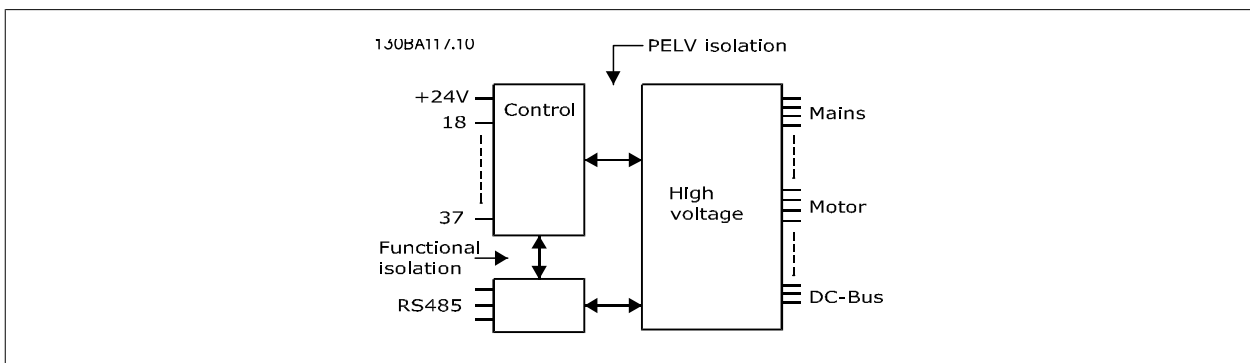 130BA117.10
PELV isolation
+24V
Control
18
Mains
High
voltage
Motor
37
Functional
isolation
RS485
DC-Bus